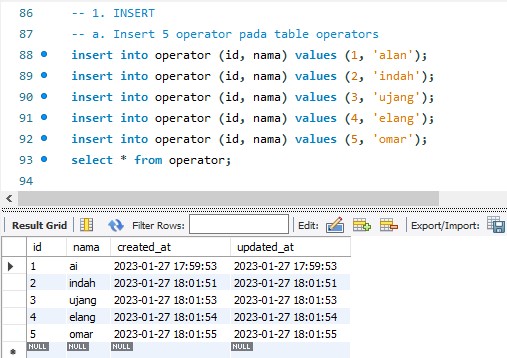 86 -- 1. INSERT
87 -- a. Insert 5 operator pada table operators
88 insert into operator (id, nama) values (1, 'alan');
89 insert into operator (id, nama) values (2, 'indah');
90 insert into operator (id, nama) values (3, 'ujang');
91 insert into operator (id, nama) values (4, 'elang');
92 insert into operator (id, nama) values (5, 'omar');
93 select * from operator;
94
Result Grid Filter Rows: Edit: Export/Import:
id nama created_at updated_at
1 ai 2023-01-27 17:59:53 2023-01-27 17:59:53
2 indah 2023-01-27 18:01:51 2023-01-27 18:01:51
3 ujang 2023-01-27 18:01:53 2023-01-27 18:01:53
4 elang 2023-01-27 18:01:54 2023-01-27 18:01:54
5 omar 2023-01-27 18:01:55 2023-01-27 18:01:55
NULL NULL NULL NULL